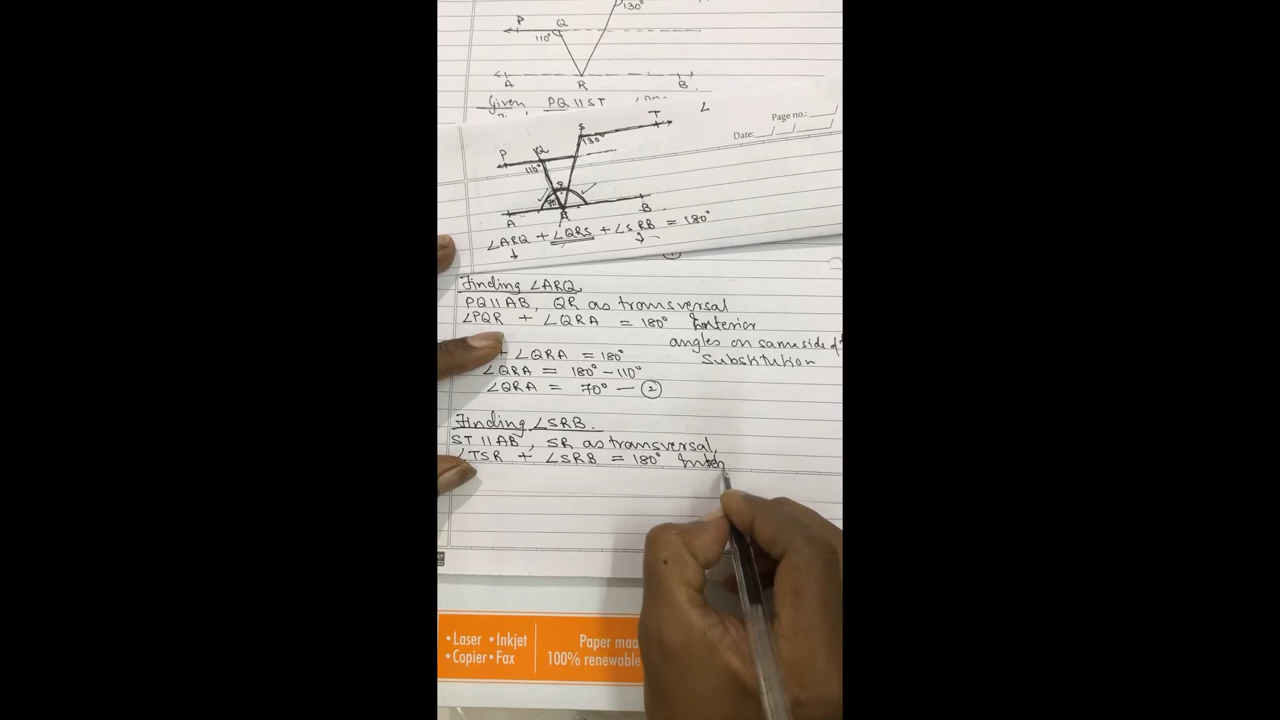 130°
P Q
110°
A R B
Given PQ || ST
∠
Page no.:
Date:
S T
130°
P Q
110°
?
70°
A R B
∠ARQ + ∠QRS + ∠SRB = 180°
Finding ∠ARQ
PQ || AB, QR as transversal
∠PQR + ∠QRA = 180° Interior
angles on same side of
+ ∠QRA = 180° Substitution
∠QRA = 180° - 110°
∠QRA = 70° — ②
Finding ∠SRB.
ST || AB, SR as transversal,
∠TSR + ∠SRB = 180° Inter
• Laser • Inkjet
• Copier • Fax
Paper mad
100% renewable